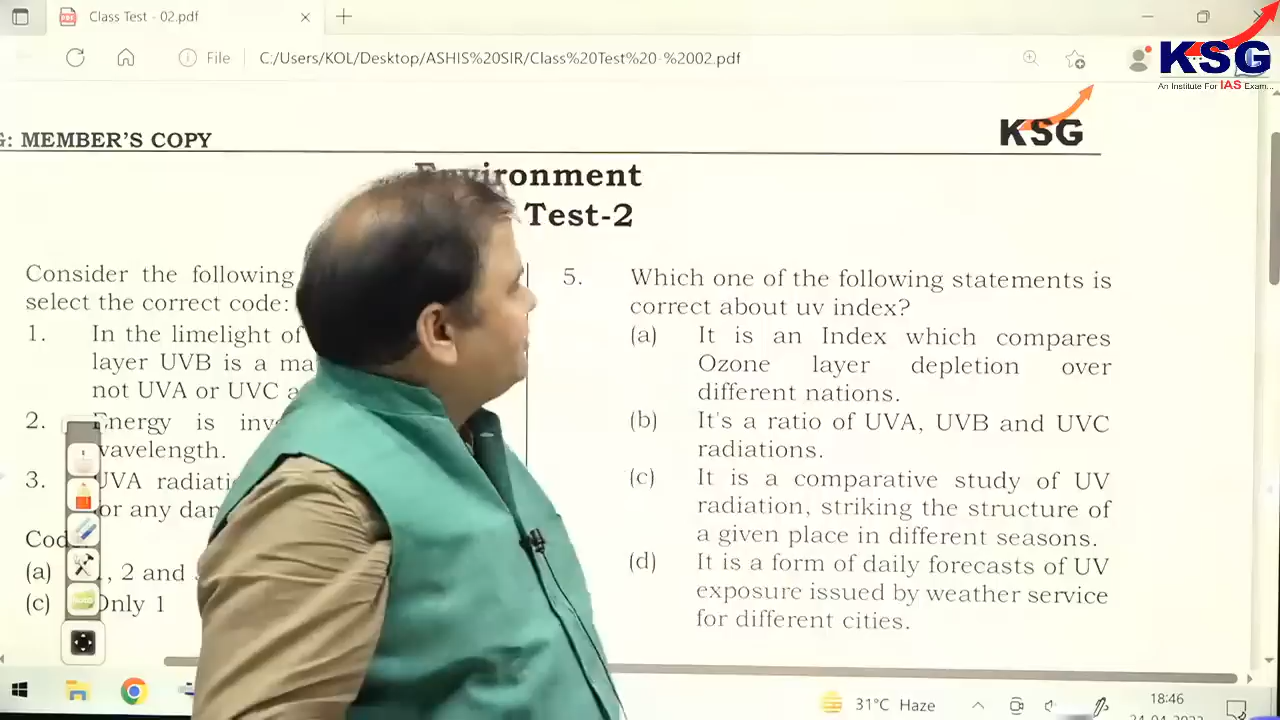 Class Test - 02.pdf
File
C:/Users/KOL/Desktop/ASHIS%20SIR/Class%20Test%20-%2002.pdf
KSG
An Institute For IAS Exam...
G: MEMBER'S COPY
KSG
Environment
Test-2
Consider the following
select the correct code:
1. In the limelight of
layer UVB is a
not UVA or UVC
2. Energy is
wavelength.
3. UVA
or any
Code
(a) 1, 2 and
(c) Only 1
5. Which one of the following statements is
correct about uv index?
(a) It is an Index which compares
Ozone layer depletion over
different nations.
(b) It's a ratio of UVA, UVB and UVC
radiations.
(c) It is a comparative study of UV
radiation, striking the structure of
a given place in different seasons.
(d) It is a form of daily forecasts of UV
exposure issued by weather service
for different cities.
31°C Haze
18:46